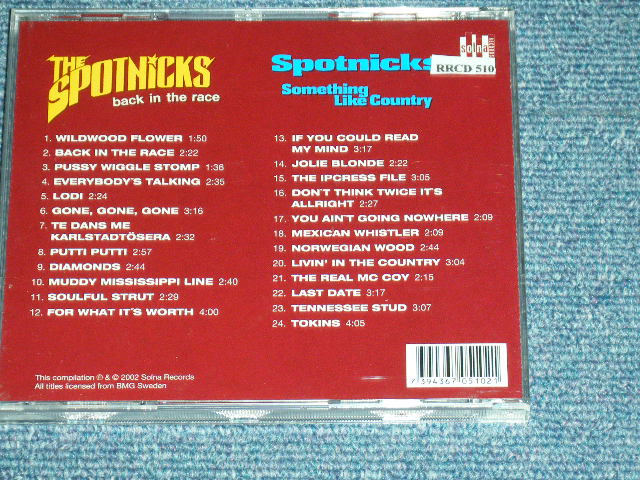 THE
SPOTNiCKS
back in the race
1. WILDWOOD FLOWER 1:50
2. BACK IN THE RACE 2:22
3. PUSSY WIGGLE STOMP 1:36
4. EVERYBODY'S TALKING 2:35
5. LODI 2:24
6. GONE, GONE, GONE 3:16
7. TE DANS ME
KARLSTADTÖSERA 2:32
8. PUTTI PUTTI 2:57
9. DIAMONDS 2:44
10. MUDDY MISSISSIPPI LINE 2:40
11. SOULFUL STRUT 2:29
12. FOR WHAT IT'S WORTH 4:00
This compilation ℗ & © 2002 Solna Records
All titles licensed from BMG Sweden
solna
RRCD 510
Spotnicks
Something
Like Country
13. IF YOU COULD READ
MY MIND 3:17
14. JOLIE BLONDE 2:22
15. THE IPCRESS FILE 3:05
16. DON'T THINK TWICE IT'S
ALLRIGHT 2:27
17. YOU AIN'T GOING NOWHERE 2:09
18. MEXICAN WHISTLER 2:09
19. NORWEGIAN WOOD 2:44
20. LIVIN' IN THE COUNTRY 3:04
21. THE REAL MC COY 2:15
22. LAST DATE 3:17
23. TENNESSEE STUD 3:07
24. TOKINS 4:05
7 394367 051021